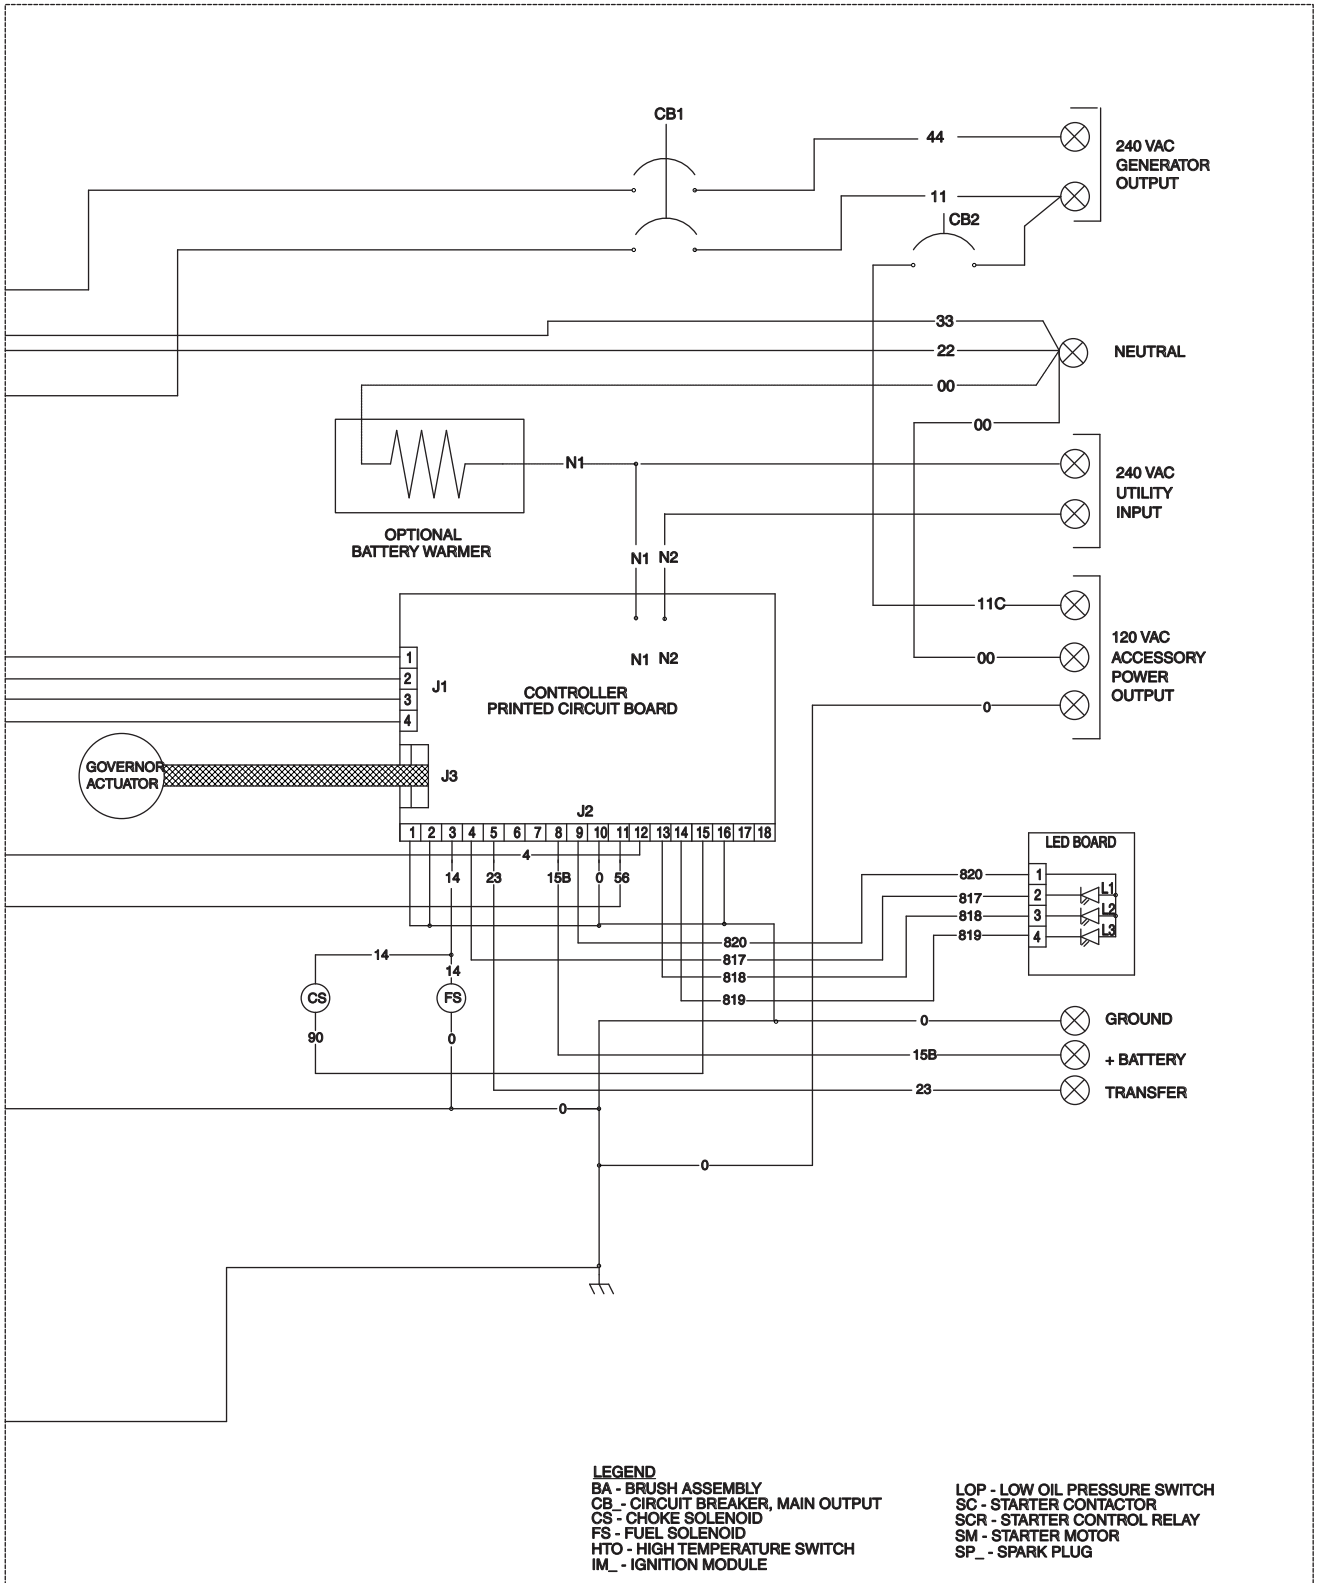 CB1
44
240 VAC
GENERATOR
OUTPUT
11
CB2
33
22
NEUTRAL
00
00
N1
240 VAC
UTILITY
INPUT
OPTIONAL
BATTERY WARMER
N1 N2
11C
120 VAC
ACCESSORY
POWER
OUTPUT
00
0
N1 N2
1
2
3
4
J1
CONTROLLER
PRINTED CIRCUIT BOARD
GOVERNOR
ACTUATOR
J3
J2
1 2 3 4 5 6 7 8 9 10 11 12 13 14 15 16 17 18
4
14 23 15B 0 56
LED BOARD
820 1
817 2 L1
818 3 L2
819 4 L3
820
817
818
819
14
14
CS
FS
90
0
0 GROUND
15B + BATTERY
23 TRANSFER
0
0
LEGEND
BA - BRUSH ASSEMBLY
CB_- CIRCUIT BREAKER, MAIN OUTPUT
CS - CHOKE SOLENOID
FS - FUEL SOLENOID
HTO - HIGH TEMPERATURE SWITCH
IM_ - IGNITION MODULE
LOP - LOW OIL PRESSURE SWITCH
SC - STARTER CONTACTOR
SCR - STARTER CONTROL RELAY
SM - STARTER MOTOR
SP_ - SPARK PLUG